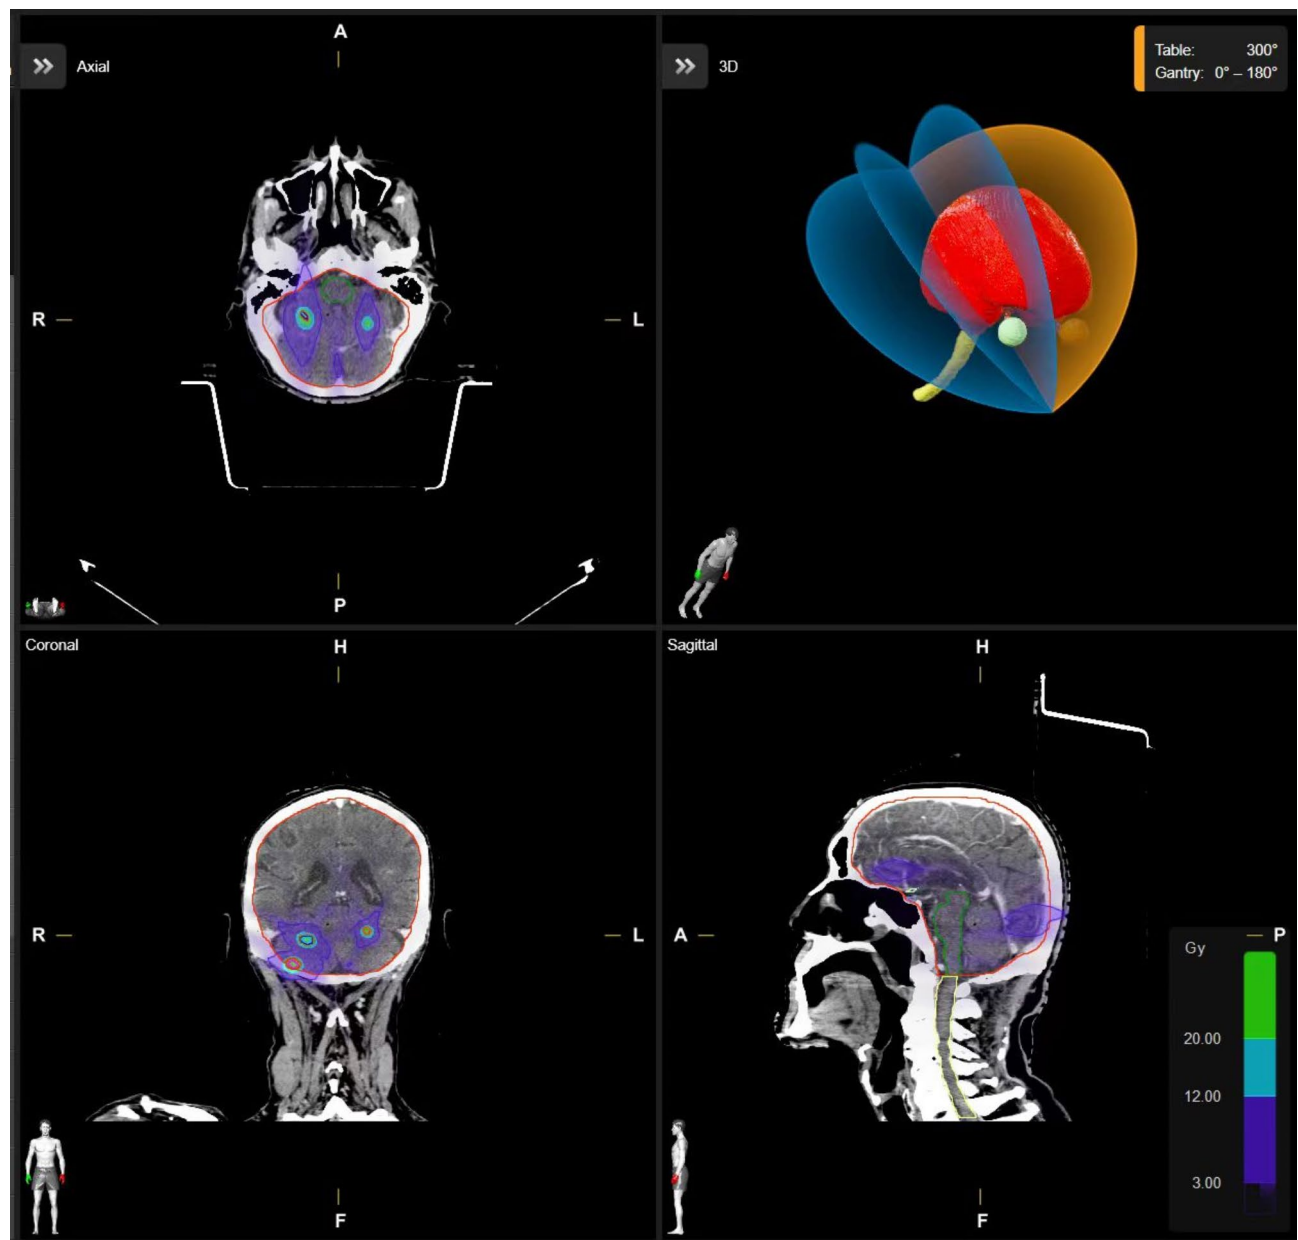 A
Axial
R
L
P
3D
Table: 300°
Gantry: 0° – 180°
Coronal
H
R
L
F
Sagittal
H
A
P
F
Gy
20.00
12.00
3.00